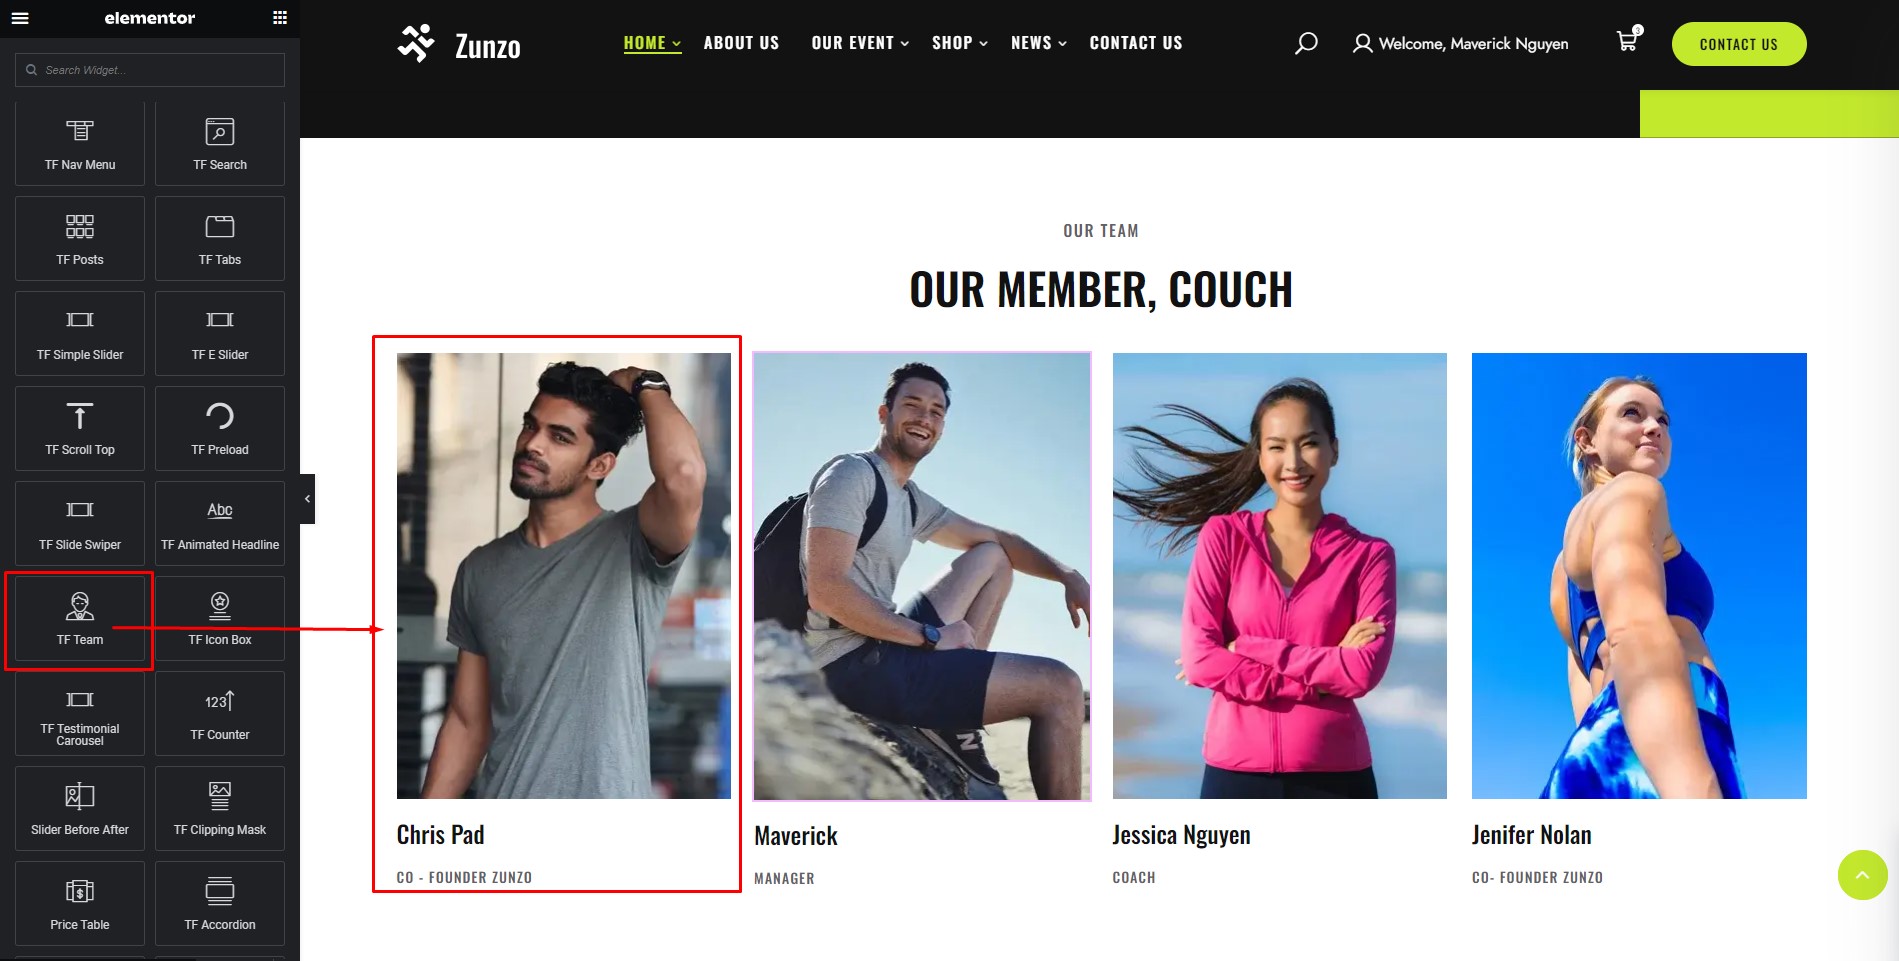 elementor
Search Widget...
TF Nav Menu
TF Search
TF Posts
TF Tabs
TF Simple Slider
TF E Slider
TF Scroll Top
TF Preload
TF Slide Swiper
Abc
TF Animated Headline
TF Team
TF Icon Box
TF Testimonial
Carousel
123
TF Counter
Slider Before After
TF Clipping Mask
$
Price Table
TF Accordion
Zunzo
HOME
ABOUT US
OUR EVENT
SHOP
NEWS
CONTACT US
Welcome, Maverick Nguyen
CONTACT US
OUR TEAM
OUR MEMBER, COUCH
Chris Pad
CO - FOUNDER ZUNZO
Maverick
MANAGER
Jessica Nguyen
COACH
Jenifer Nolan
CO- FOUNDER ZUNZO